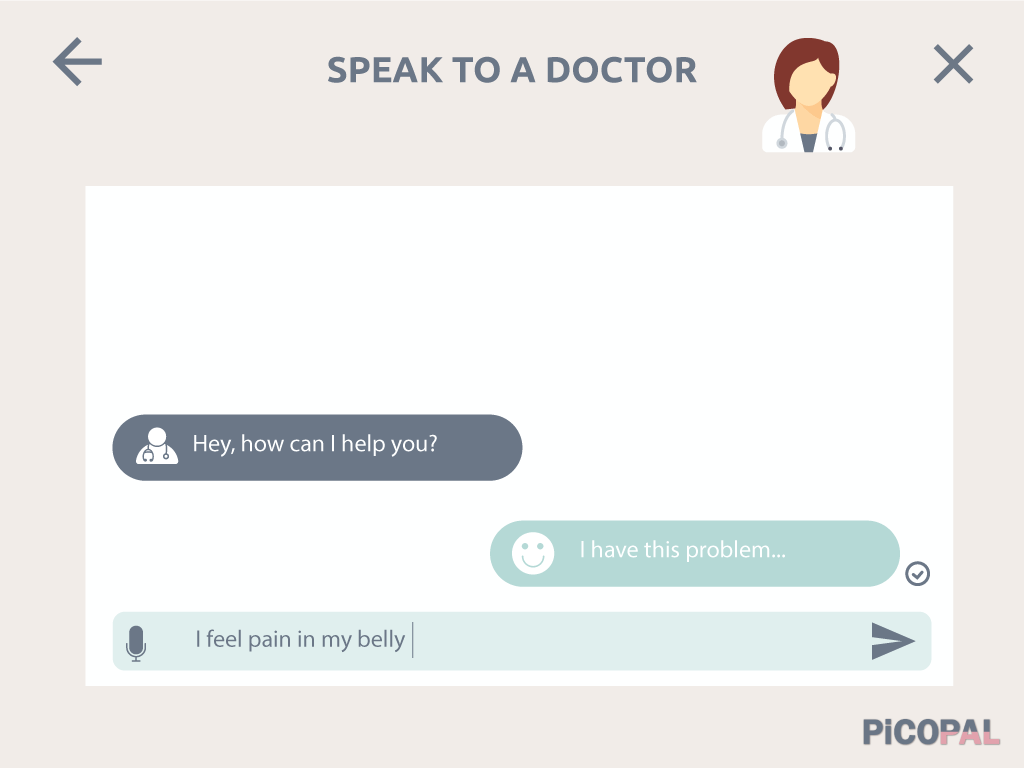 SPEAK TO A DOCTOR
Hey, how can I help you?
I have this problem...
I feel pain in my belly
PiCOPAL